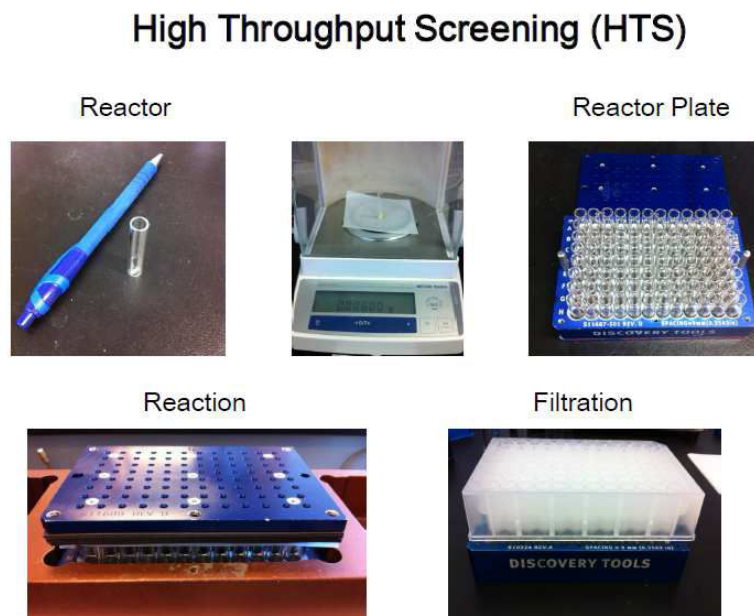 High Throughput Screening (HTS)
Reactor
Reactor Plate
DISCOVERY TOOLS
Reaction
Filtration
DISCOVERY TOOLS